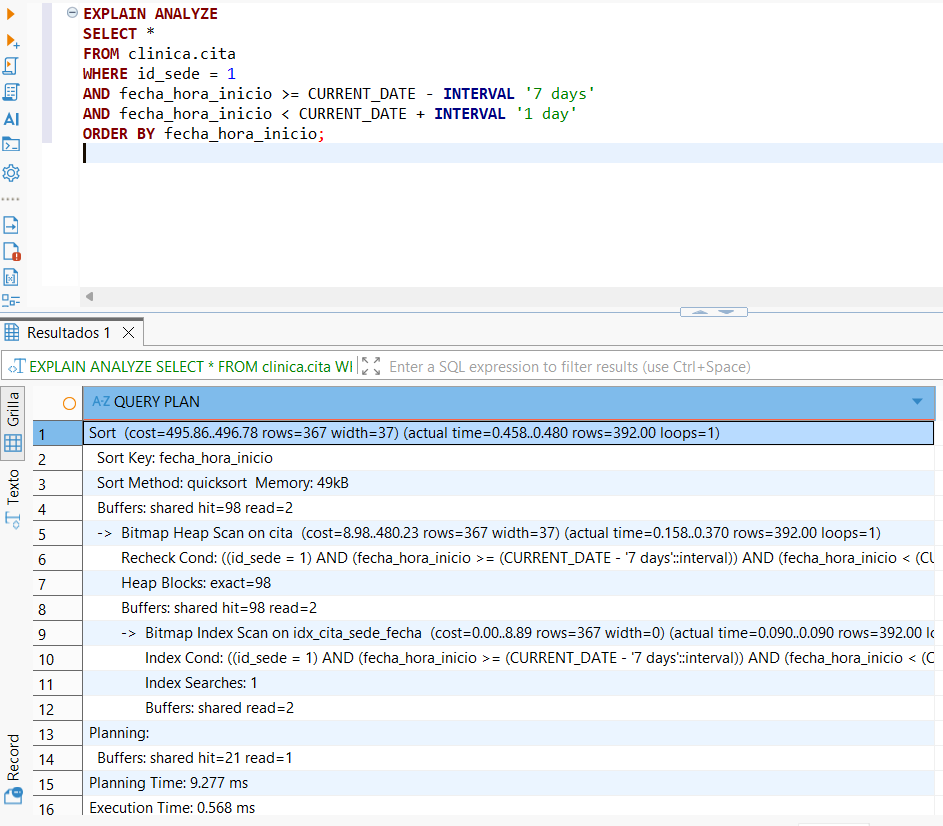 EXPLAIN ANALYZE
SELECT *
FROM clinica.cita
WHERE id_sede = 1
AND fecha_hora_inicio >= CURRENT_DATE - INTERVAL '7 days'
AND fecha_hora_inicio < CURRENT_DATE + INTERVAL '1 day'
ORDER BY fecha_hora_inicio;
AI
Resultados 1
EXPLAIN ANALYZE SELECT * FROM clinica.cita WI
Enter a SQL expression to filter results (use Ctrl+Space)
Grilla
Texto
Record
A-Z QUERY PLAN
1 Sort (cost=495.86..496.78 rows=367 width=37) (actual time=0.458..0.480 rows=392.00 loops=1)
2 Sort Key: fecha_hora_inicio
3 Sort Method: quicksort Memory: 49kB
4 Buffers: shared hit=98 read=2
5 -> Bitmap Heap Scan on cita (cost=8.98..480.23 rows=367 width=37) (actual time=0.158..0.370 rows=392.00 loops=1)
6 Recheck Cond: ((id_sede = 1) AND (fecha_hora_inicio >= (CURRENT_DATE - '7 days'::interval)) AND (fecha_hora_inicio < (CU
7 Heap Blocks: exact=98
8 Buffers: shared hit=98 read=2
9 -> Bitmap Index Scan on idx_cita_sede_fecha (cost=0.00..8.89 rows=367 width=0) (actual time=0.090..0.090 rows=392.00 lo
10 Index Cond: ((id_sede = 1) AND (fecha_hora_inicio >= (CURRENT_DATE - '7 days'::interval)) AND (fecha_hora_inicio < (C
11 Index Searches: 1
12 Buffers: shared read=2
13 Planning:
14 Buffers: shared hit=21 read=1
15 Planning Time: 9.277 ms
16 Execution Time: 0.568 ms